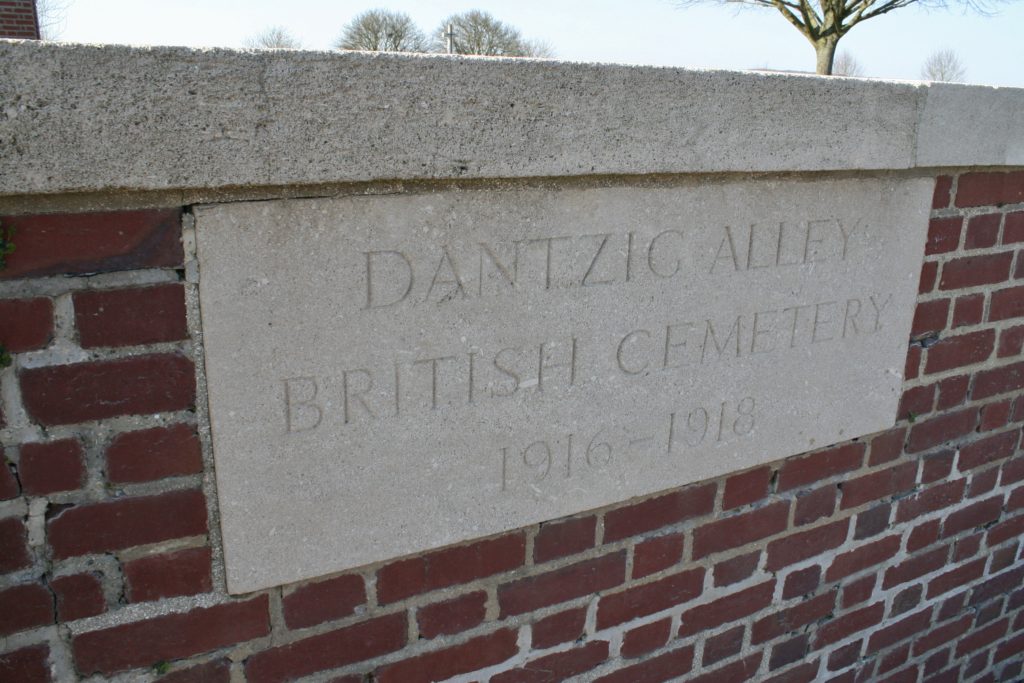 DANTZIG ALLEY
BRITISH CEMETERY
1916–1918